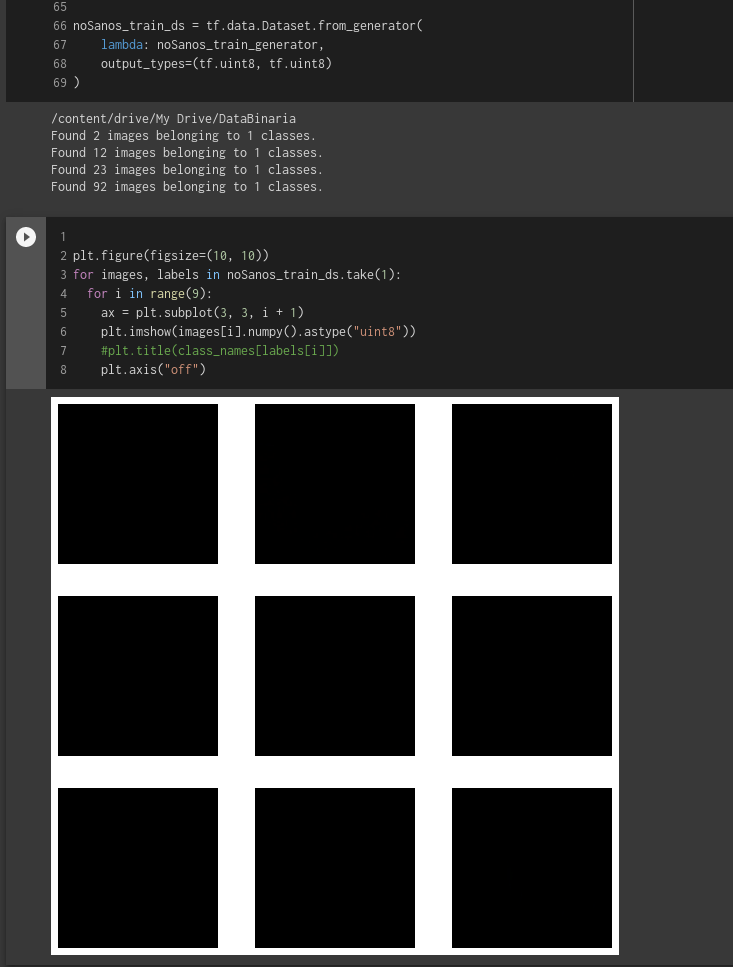 65
66 noSanos_train_ds = tf.data.Dataset.from_generator(
67     lambda: noSanos_train_generator,
68     output_types=(tf.uint8, tf.uint8)
69 )
/content/drive/My Drive/DataBinaria
Found 2 images belonging to 1 classes.
Found 12 images belonging to 1 classes.
Found 23 images belonging to 1 classes.
Found 92 images belonging to 1 classes.
1
2 plt.figure(figsize=(10, 10))
3 for images, labels in noSanos_train_ds.take(1):
4   for i in range(9):
5     ax = plt.subplot(3, 3, i + 1)
6     plt.imshow(images[i].numpy().astype("uint8"))
7     #plt.title(class_names[labels[i]])
8     plt.axis("off")